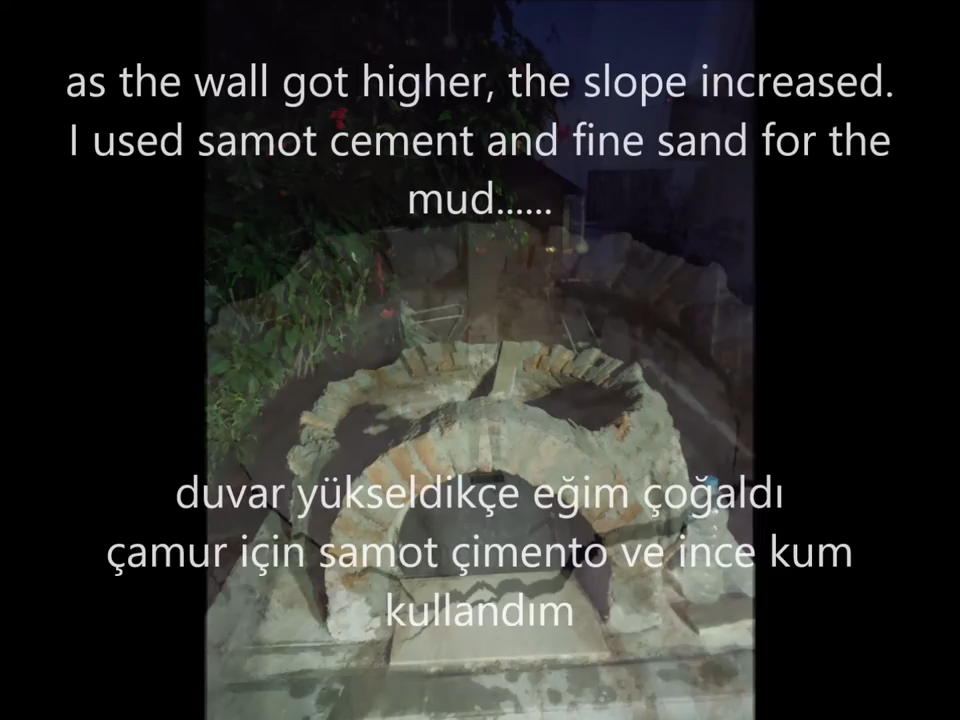 as the wall got higher, the slope increased.
I used samot cement and fine sand for the
mud......
duvar yükseldikçe eğim çoğaldı
çamur için samot çimento ve ince kum
kullandım